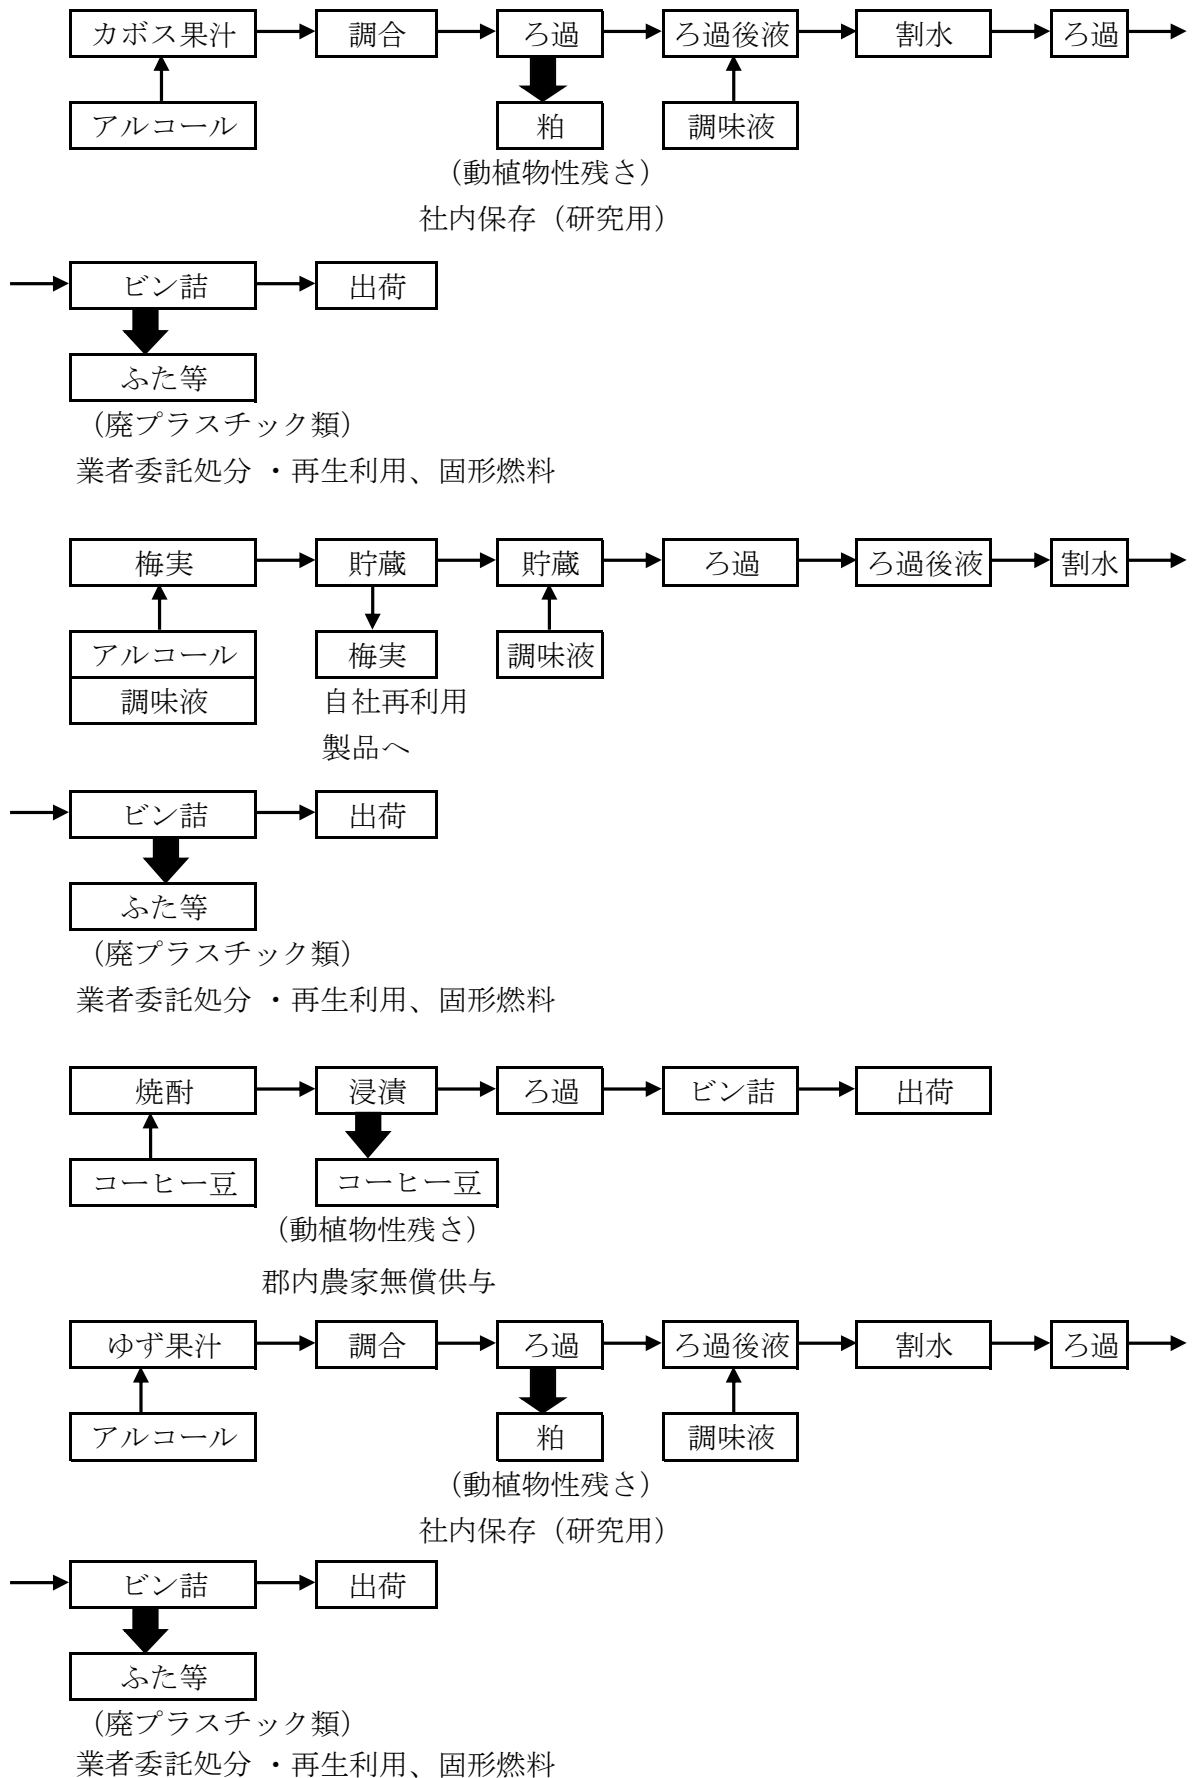 カボス果汁 調合 ろ過 ろ過後液 割水 ろ過
アルコール 粕 調味液
（動植物性残さ）
社内保存（研究用）
ビン詰 出荷
ふた等
（廃プラスチック類）
業者委託処分 ・再生利用、固形燃料
梅実 貯蔵 貯蔵 ろ過 ろ過後液 割水
アルコール 梅実 調味液
調味液 自社再利用
製品へ
ビン詰 出荷
ふた等
（廃プラスチック類）
業者委託処分 ・再生利用、固形燃料
焼酎 浸漬 ろ過 ビン詰 出荷
コーヒー豆 コーヒー豆
（動植物性残さ）
郡内農家無償供与
ゆず果汁 調合 ろ過 ろ過後液 割水 ろ過
アルコール 粕 調味液
（動植物性残さ）
社内保存（研究用）
ビン詰 出荷
ふた等
（廃プラスチック類）
業者委託処分 ・再生利用、固形燃料